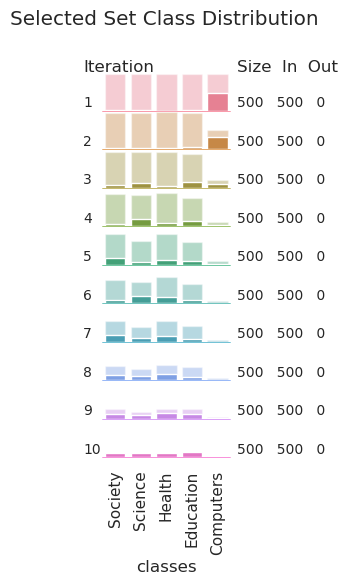 Selected Set Class Distribution
Iteration Size In Out
1 500 500 0
2 500 500 0
3 500 500 0
4 500 500 0
5 500 500 0
6 500 500 0
7 500 500 0
8 500 500 0
9 500 500 0
10 500 500 0
Society
Science
Health
Education
Computers
classes